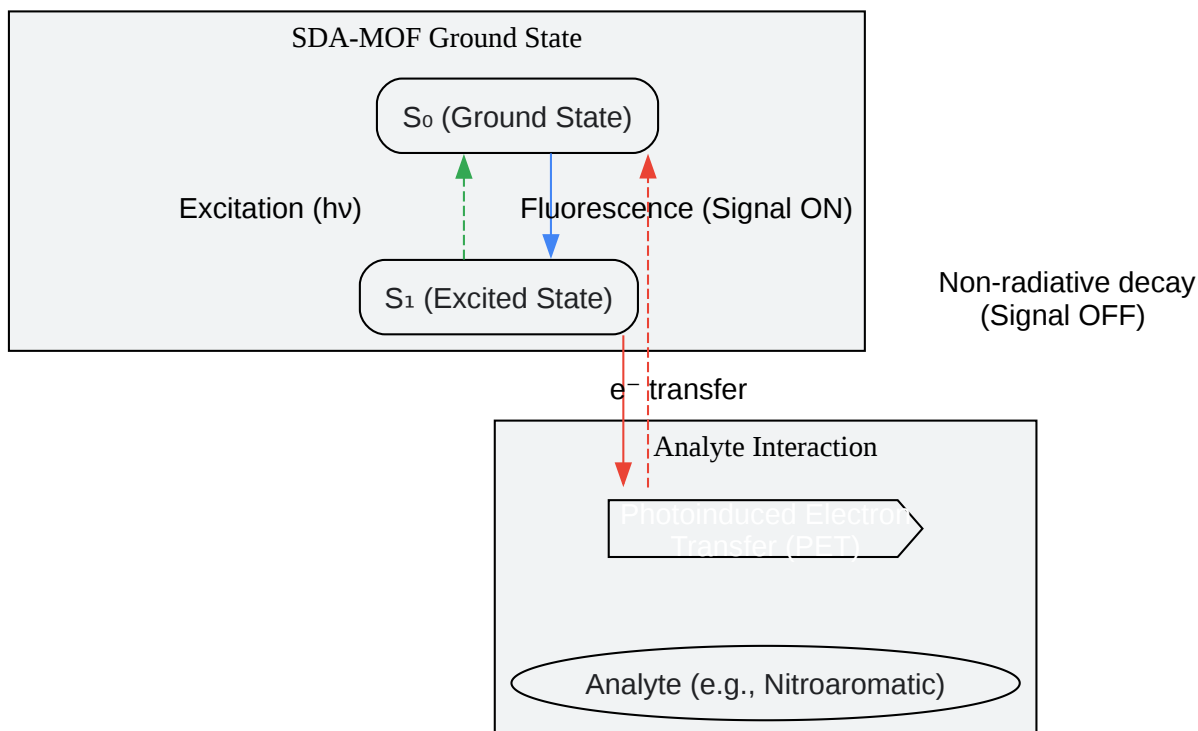 SDA-MOF Ground State
S₀ (Ground State)
Excitation (hν)
Fluorescence (Signal ON)
S₁ (Excited State)
Non-radiative decay
(Signal OFF)
e⁻ transfer
Analyte Interaction
Photoinduced Electron
Transfer (PET)
Analyte (e.g., Nitroaromatic)